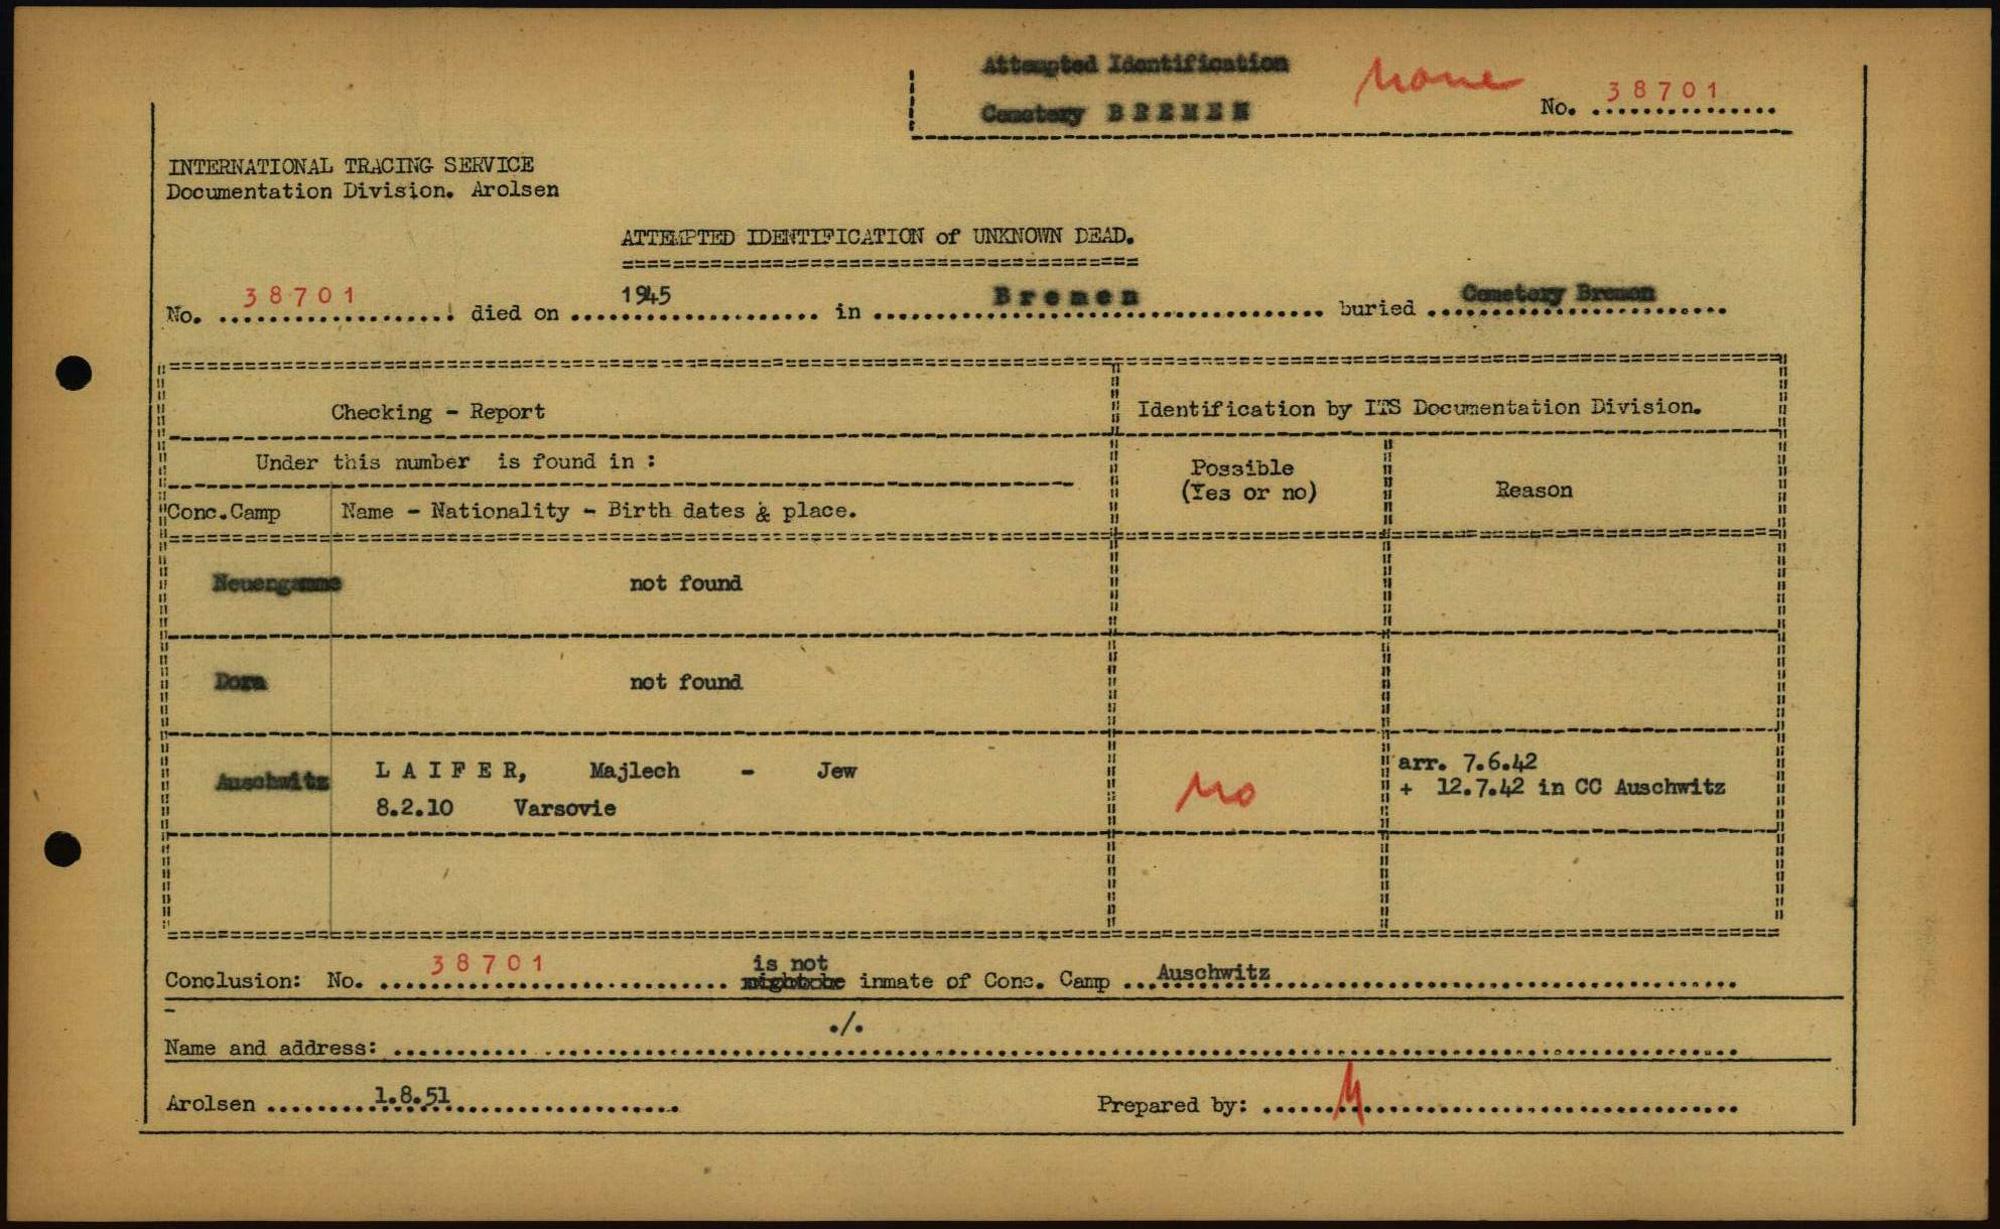 Attempted Identification
none
Cemetery BREMEN
No. 38701
INTERNATIONAL TRACING SERVICE
Documentation Division. Arolsen
ATTEMPTED IDENTIFICATION of UNKNOWN DEAD.
No. 38701 died on 1945 in Bremen buried Cemetery Bremen
Checking - Report
Identification by ITS Documentation Division.
Under this number is found in :
Possible
(Yes or no)
Reason
Conc.Camp Name - Nationality - Birth dates & place.
Neuengamme not found
Dora not found
Auschwitz LAIFER, Majlech - Jew
8.2.10 Varsovie
no
arr. 7.6.42
+ 12.7.42 in CC Auschwitz
is not
Conclusion: No. 38701 might be inmate of Conc. Camp Auschwitz
Name and address: ./.
Arolsen 1.8.51 Prepared by: